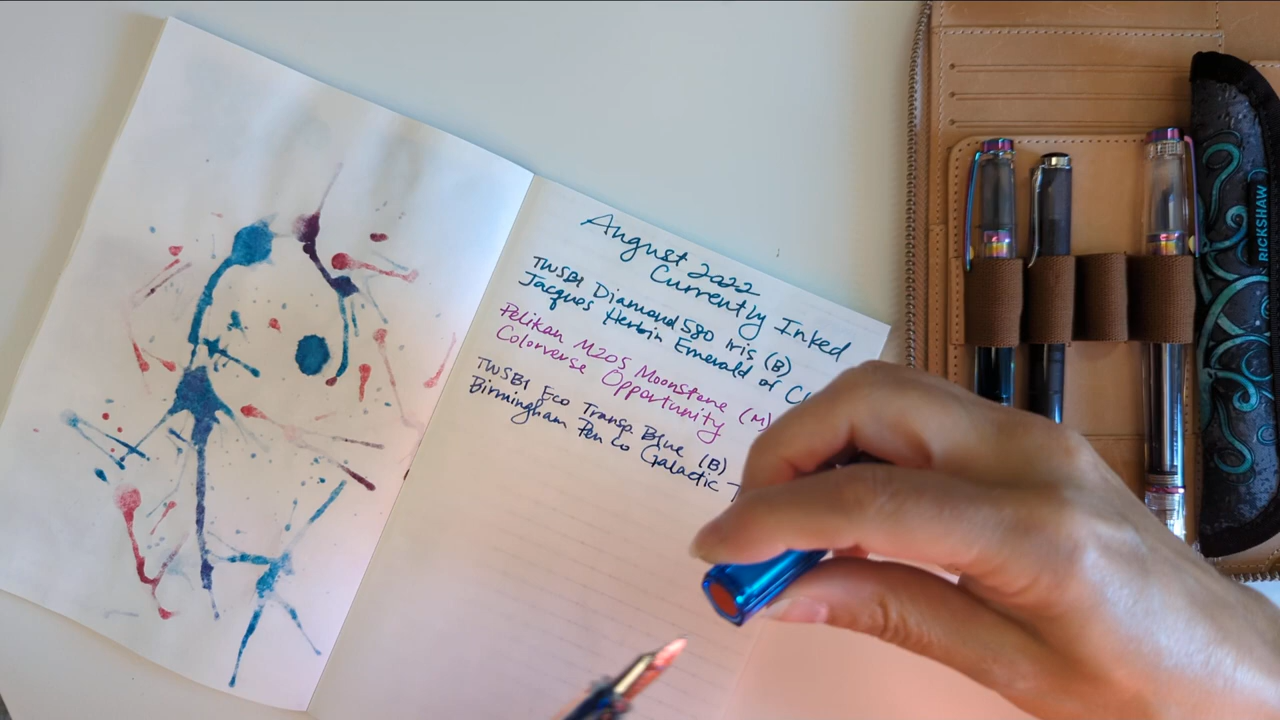 August 2022
Currently Inked
TWSBI Diamond 580 Iris (B)
Jacques Herbin Emerald of
Pelikan M205 Moonstone (M)
Colorverse Opportunity
TWSBI Eco Transp. Blue (B)
Birmingham Pen Co Galactic
RICKSHAW